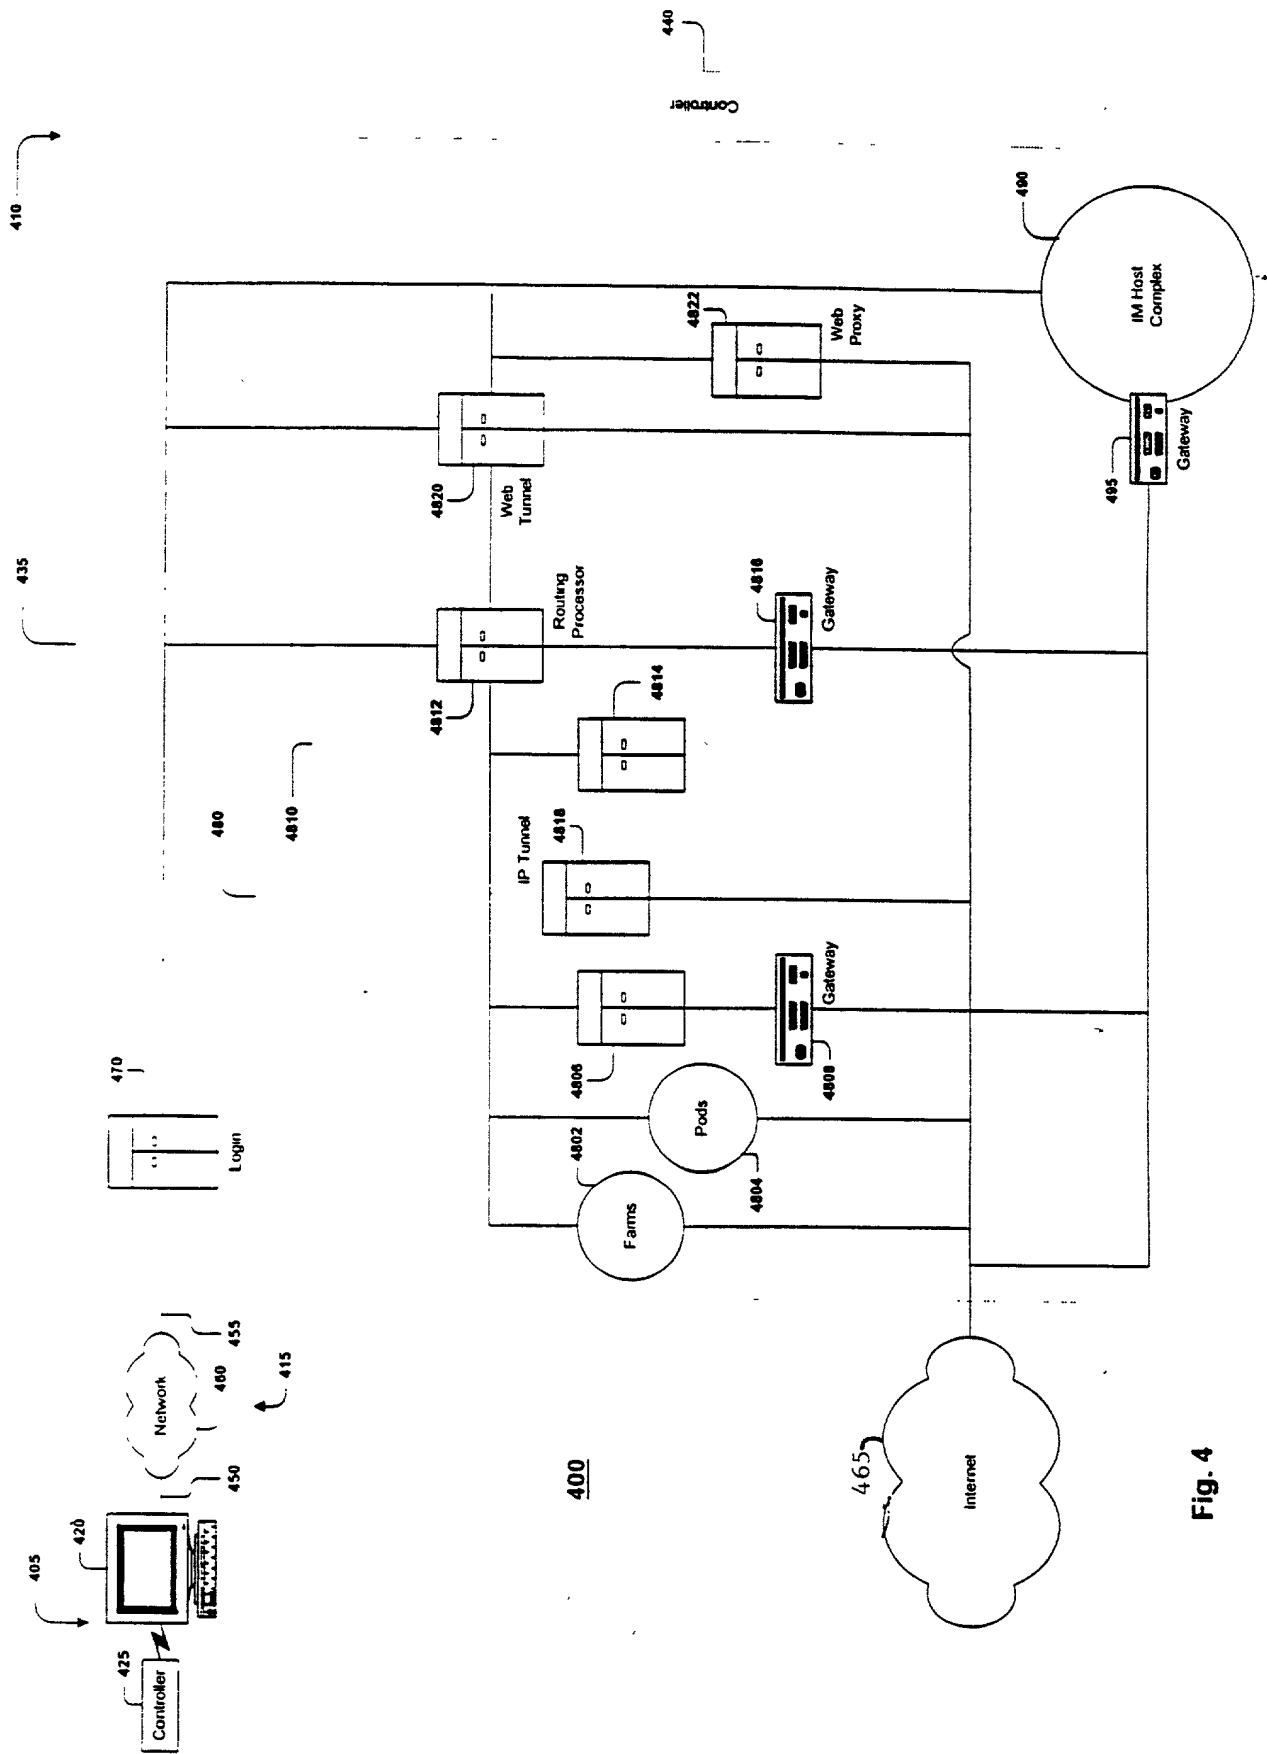 405
420
425
Controller
410
435
440
Controller
450
Network
460
455
415
470
Login
480
4810
4812
Routing
Processor
4820
Web
Tunnel
4822
Web
Proxy
490
IM Host
Complex
495
Gateway
4816
Gateway
4814
IP Tunnel
4818
4806
4808
Gateway
Pods
4804
4802
Farms
400
465
Internet
Fig. 4